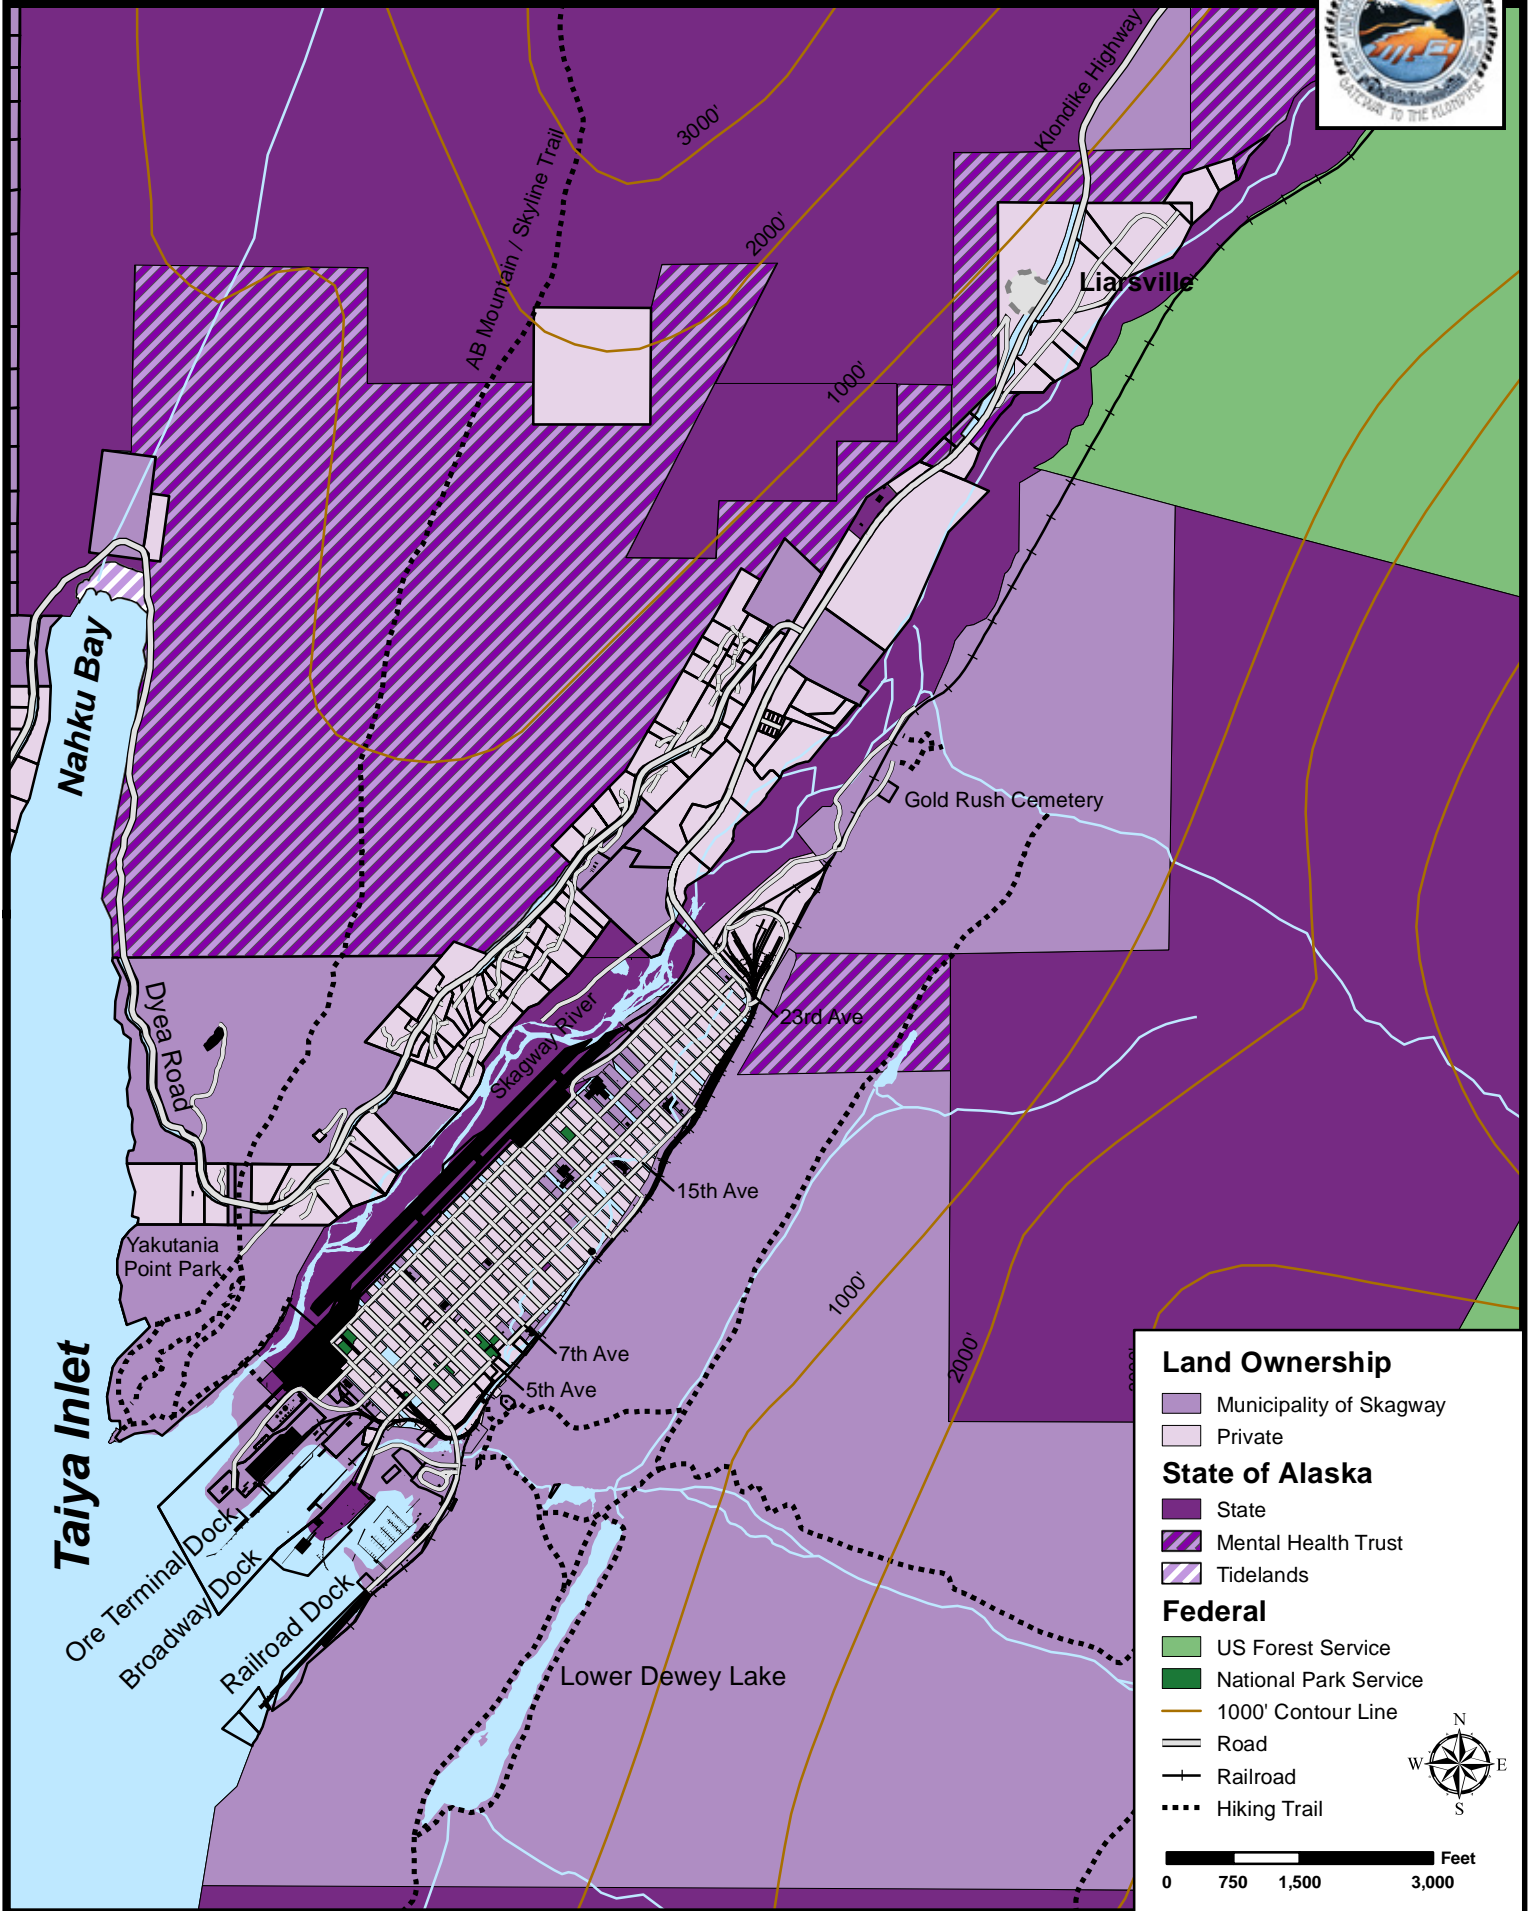 GATEWAY TO THE KLONDIKE
Klondike Highway
3000'
AB Mountain / Skyline Trail
2000'
Liarsville
1000'
Nahku Bay
Gold Rush Cemetery
Dyea Road
23rd Ave
Skagway River
15th Ave
Yakutania
Point Park
1000'
7th Ave
2000'
5th Ave
Taiya Inlet
Ore Terminal Dock
Broadway Dock
Railroad Dock
Lower Dewey Lake
Land Ownership
Municipality of Skagway
Private
State of Alaska
State
Mental Health Trust
Tidelands
Federal
US Forest Service
National Park Service
1000' Contour Line
Road
Railroad
Hiking Trail
N
W E
S
Feet
0 750 1,500 3,000